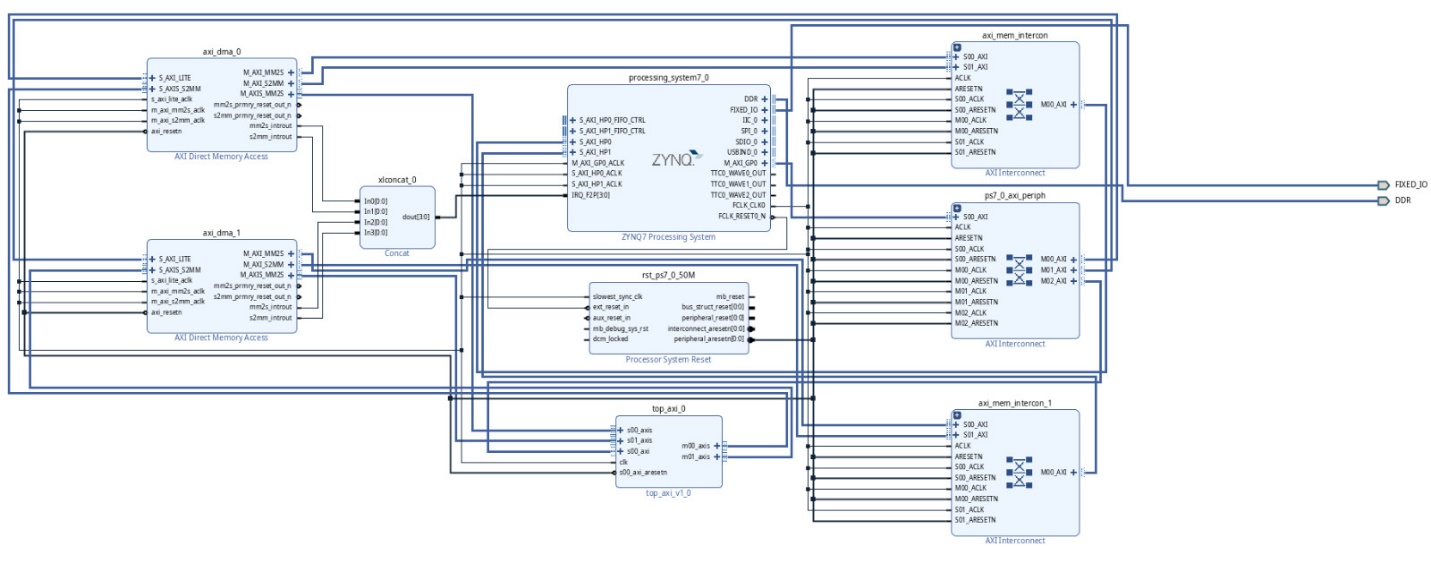 axi_dma_0
S_AXI_LITE
S_AXIS_S2MM
s_axi_lite_aclk
m_axi_mm2s_aclk
m_axi_s2mm_aclk
axi_resetn
M_AXI_MM2S
M_AXI_S2MM
M_AXIS_MM2S
mm2s_prmry_reset_out_n
s2mm_prmry_reset_out_n
mm2s_introut
s2mm_introut
AXI Direct Memory Access
xlconcat_0
In0[0:0]
In1[0:0]
In2[0:0]
In3[0:0]
dout[3:0]
Concat
axi_dma_1
S_AXI_LITE
S_AXIS_S2MM
s_axi_lite_aclk
m_axi_mm2s_aclk
m_axi_s2mm_aclk
axi_resetn
M_AXI_MM2S
M_AXI_S2MM
M_AXIS_MM2S
mm2s_prmry_reset_out_n
s2mm_prmry_reset_out_n
mm2s_introut
s2mm_introut
AXI Direct Memory Access
processing_system7_0
S_AXI_HP0_FIFO_CTRL
S_AXI_HP1_FIFO_CTRL
S_AXI_HP0
S_AXI_HP1
M_AXI_GP0_ACLK
S_AXI_HP0_ACLK
S_AXI_HP1_ACLK
IRQ_F2P[3:0]
ZYNQ
DDR
FIXED_IO
IIC_0
SPI_0
SDIO_0
USBIND_0
M_AXI_GP0
TTC0_WAVE0_OUT
TTC0_WAVE1_OUT
TTC0_WAVE2_OUT
FCLK_CLK0
FCLK_RESET0_N
ZYNQ7 Processing System
rst_ps7_0_50M
slowest_sync_clk
ext_reset_in
aux_reset_in
mb_debug_sys_rst
dcm_locked
mb_reset
bus_struct_reset[0:0]
peripheral_reset[0:0]
interconnect_aresetn[0:0]
peripheral_aresetn[0:0]
Processor System Reset
top_axi_0
s00_axis
s01_axis
s00_axi
clk
s00_axi_aresetn
m00_axis
m01_axis
top_axi_v1_0
axi_mem_intercon
S00_AXI
S01_AXI
ACLK
ARESETN
S00_ACLK
S00_ARESETN
M00_ACLK
M00_ARESETN
S01_ACLK
S01_ARESETN
M00_AXI
AXI Interconnect
ps7_0_axi_periph
S00_AXI
ACLK
ARESETN
S00_ACLK
S00_ARESETN
M00_ACLK
M00_ARESETN
M01_ACLK
M01_ARESETN
M02_ACLK
M02_ARESETN
M00_AXI
M01_AXI
M02_AXI
AXI Interconnect
axi_mem_intercon_1
S00_AXI
S01_AXI
ACLK
ARESETN
S00_ACLK
S00_ARESETN
M00_ACLK
M00_ARESETN
S01_ACLK
S01_ARESETN
M00_AXI
AXI Interconnect
FIXED_IO
DDR